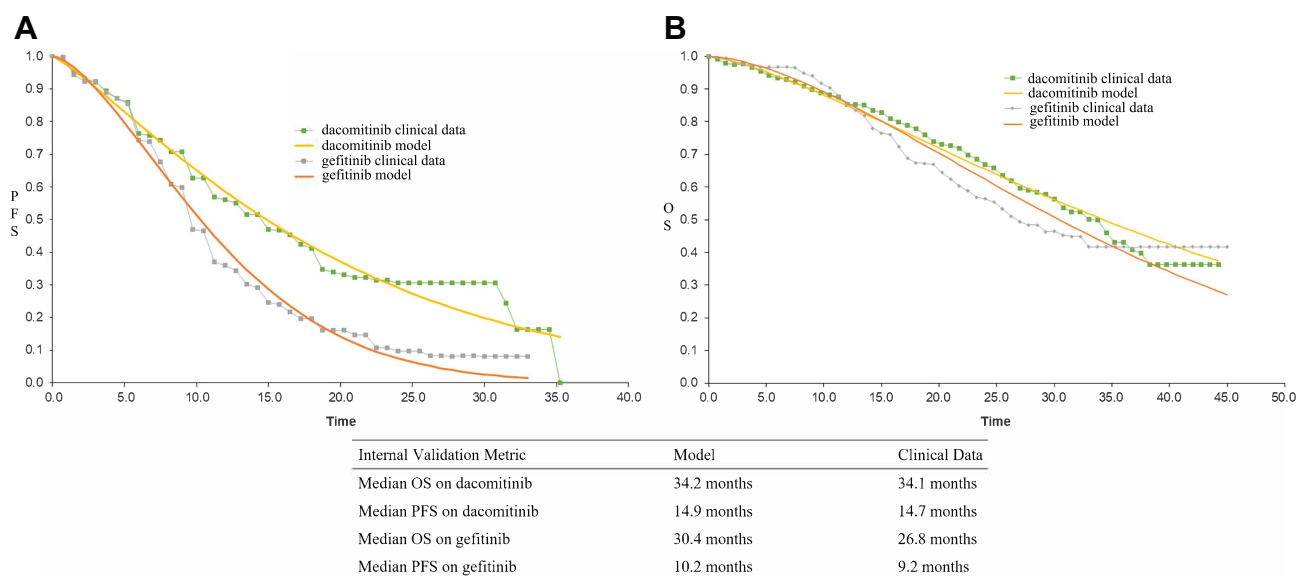 A
B
1.0
0.9
0.8
0.7
0.6
0.5
0.4
0.3
0.2
0.1
0.0
P
F
S
dacomitinib clinical data
dacomitinib model
gefitinib clinical data
gefitinib model
0.0 5.0 10.0 15.0 20.0 25.0 30.0 35.0 40.0
Time
1.0
0.9
0.8
0.7
0.6
0.5
0.4
0.3
0.2
0.1
0.0
O
S
dacomitinib clinical data
dacomitinib model
gefitinib clinical data
gefitinib model
0.0 5.0 10.0 15.0 20.0 25.0 30.0 35.0 40.0 45.0 50.0
Time
Internal Validation Metric Model Clinical Data
Median OS on dacomitinib 34.2 months 34.1 months
Median PFS on dacomitinib 14.9 months 14.7 months
Median OS on gefitinib 30.4 months 26.8 months
Median PFS on gefitinib 10.2 months 9.2 months